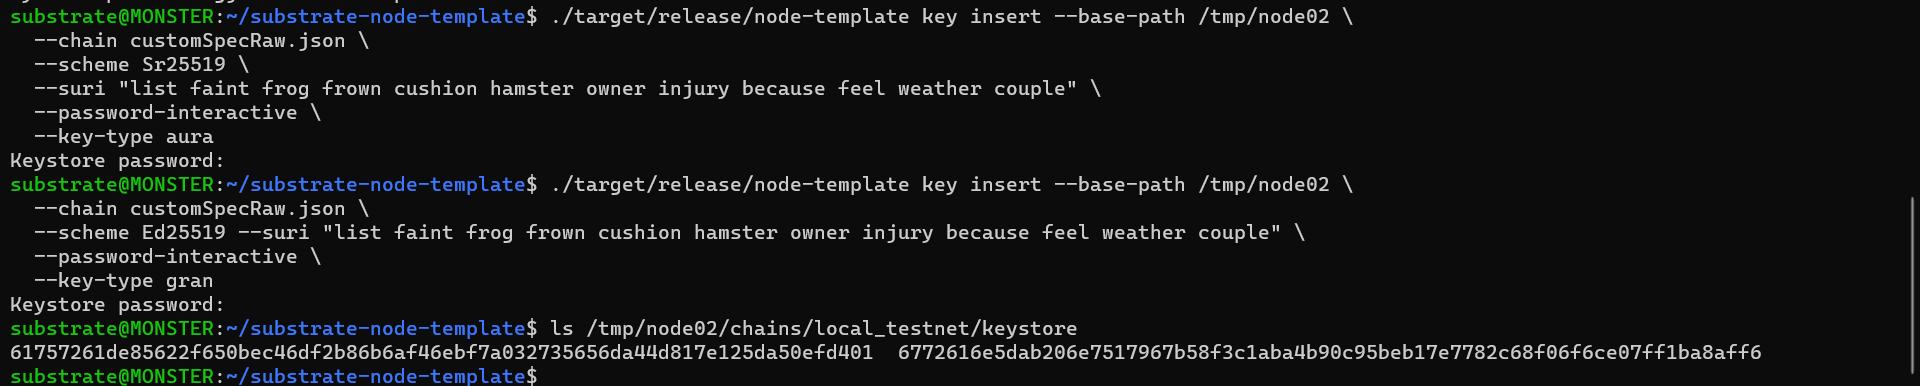 substrate@MONSTER:~/substrate-node-template$ ./target/release/node-template key insert --base-path /tmp/node02 \
  --chain customSpecRaw.json \
  --scheme Sr25519 \
  --suri "list faint frog frown cushion hamster owner injury because feel weather couple" \
  --password-interactive \
  --key-type aura
Keystore password:
substrate@MONSTER:~/substrate-node-template$ ./target/release/node-template key insert --base-path /tmp/node02 \
  --chain customSpecRaw.json \
  --scheme Ed25519 --suri "list faint frog frown cushion hamster owner injury because feel weather couple" \
  --password-interactive \
  --key-type gran
Keystore password:
substrate@MONSTER:~/substrate-node-template$ ls /tmp/node02/chains/local_testnet/keystore
61757261de85622f650bec46df2b86b6af46ebf7a032735656da44d817e125da50efd401  6772616e5dab206e7517967b58f3c1aba4b90c95beb17e7782c68f06f6ce07ff1ba8aff6
substrate@MONSTER:~/substrate-node-template$